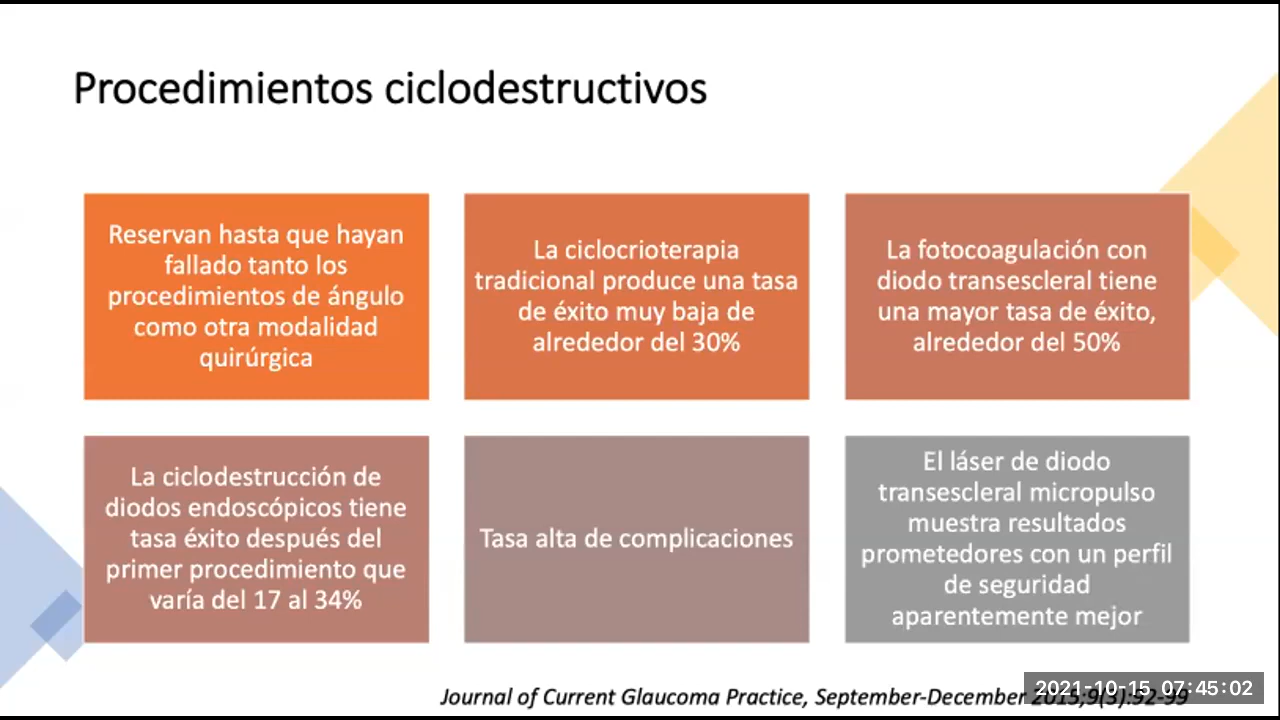 Procedimientos ciclodestructivos
Reservan hasta que hayan
fallado tanto los
procedimientos de ángulo
como otra modalidad
quirúrgica
La ciclocrioterapia
tradicional produce una tasa
de éxito muy baja de
alrededor del 30%
La fotocoagulación con
diodo transescleral tiene
una mayor tasa de éxito,
alrededor del 50%
La ciclodestrucción de
diodos endoscópicos tiene
tasa éxito después del
primer procedimiento que
varía del 17 al 34%
Tasa alta de complicaciones
El láser de diodo
transescleral micropulso
muestra resultados
prometedores con un perfil
de seguridad
aparentemente mejor
Journal of Current Glaucoma Practice, September-December 2015;9(3):92-99
2021-10-15 07:45:02